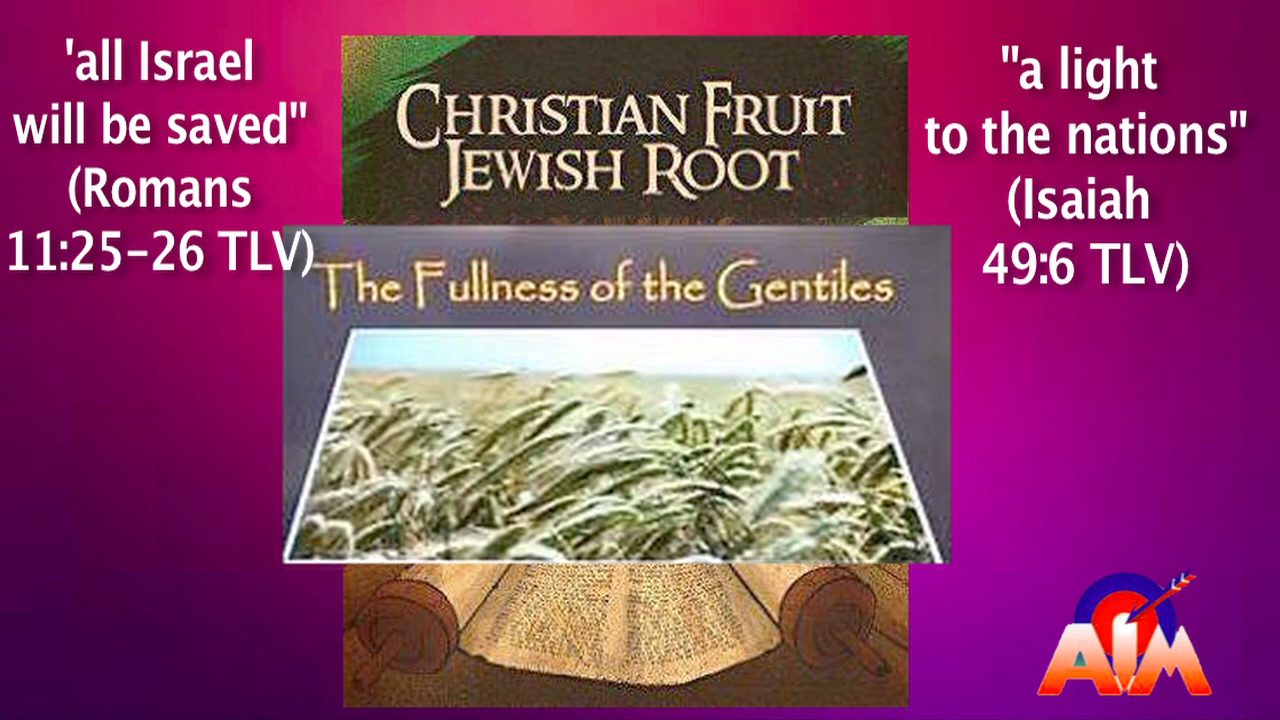 'all Israel
will be saved"
(Romans
11:25-26 TLV)
CHRISTIAN FRUIT
JEWISH ROOT
The Fullness of the Gentiles
"a light
to the nations"
(Isaiah
49:6 TLV)
AIM